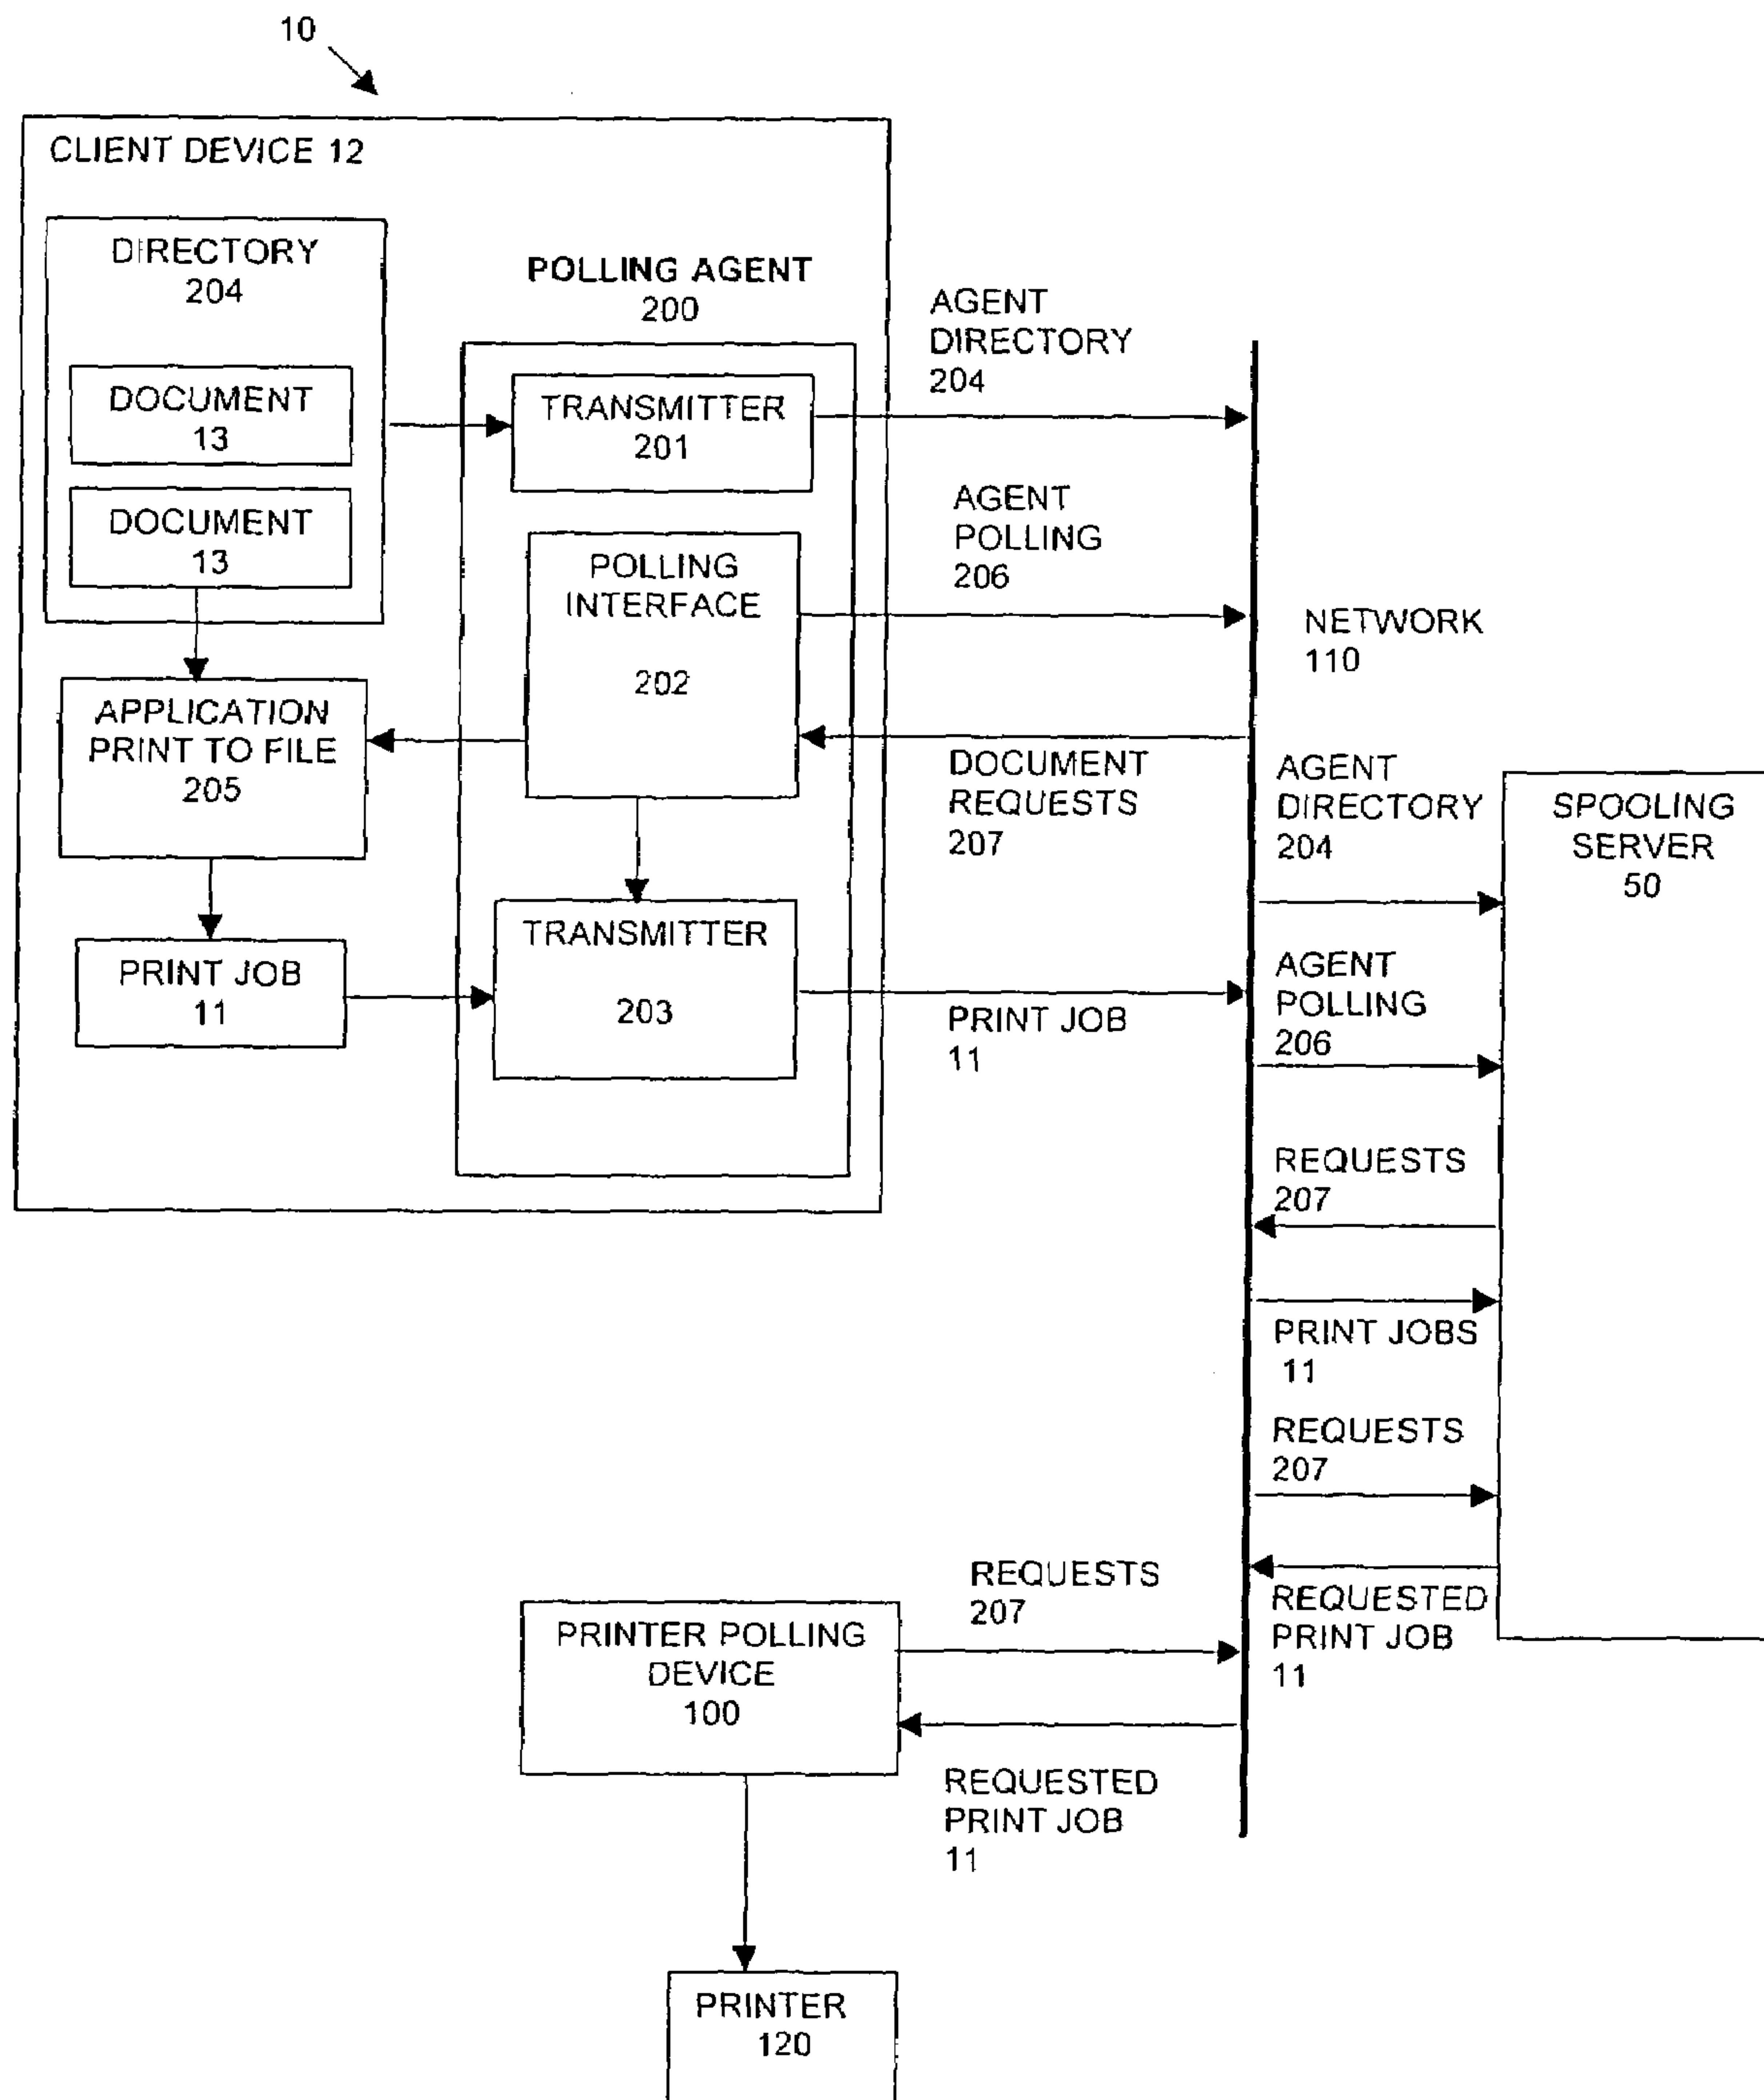 10
CLIENT DEVICE 12
DIRECTORY
204
DOCUMENT
13
DOCUMENT
13
APPLICATION
PRINT TO FILE
205
PRINT JOB
11
POLLING AGENT
200
TRANSMITTER
201
POLLING
INTERFACE
202
TRANSMITTER
203
AGENT
DIRECTORY
204
AGENT
POLLING
206
DOCUMENT
REQUESTS
207
PRINT JOB
11
NETWORK
110
AGENT
DIRECTORY
204
AGENT
POLLING
206
REQUESTS
207
PRINT JOBS
11
REQUESTS
207
REQUESTED
PRINT JOB
11
SPOOLING
SERVER
50
REQUESTS
207
PRINTER POLLING
DEVICE
100
REQUESTED
PRINT JOB
11
PRINTER
120